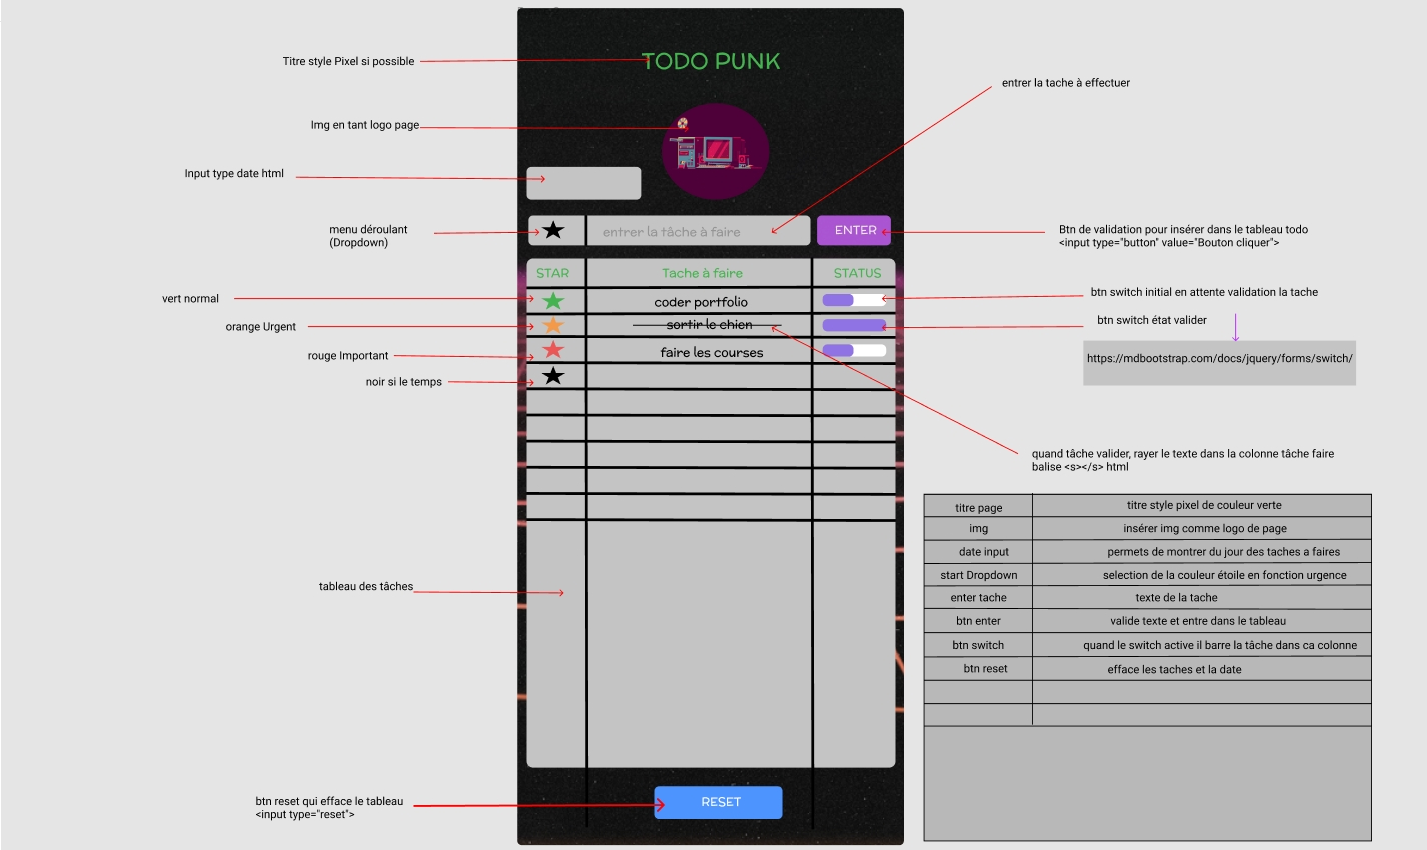 Titre style Pixel si possible
TODO PUNK
entrer la tache à effectuer
Img en tant logo page
Input type date html
menu déroulant
(Dropdown)
entrer la tâche à faire
ENTER
Btn de validation pour insérer dans le tableau todo
<input type="button" value="Bouton cliquer">
STAR
Tache à faire
STATUS
vert normal
coder portfolio
btn switch initial en attente validation la tache
orange Urgent
sortir le chien
btn switch état valider
rouge Important
faire les courses
https://mdbootstrap.com/docs/jquery/forms/switch/
noir si le temps
quand tâche valider, rayer le texte dans la colonne tâche faire
balise <s></s> html
titre page
titre style pixel de couleur verte
img
insérer img comme logo de page
date input
permets de montrer du jour des taches a faires
start Dropdown
selection de la couleur étoile en fonction urgence
enter tache
texte de la tache
btn enter
valide texte et entre dans le tableau
btn switch
quand le switch active il barre la tâche dans ca colonne
btn reset
efface les taches et la date
tableau des tâches
btn reset qui efface le tableau
<input type="reset">
RESET